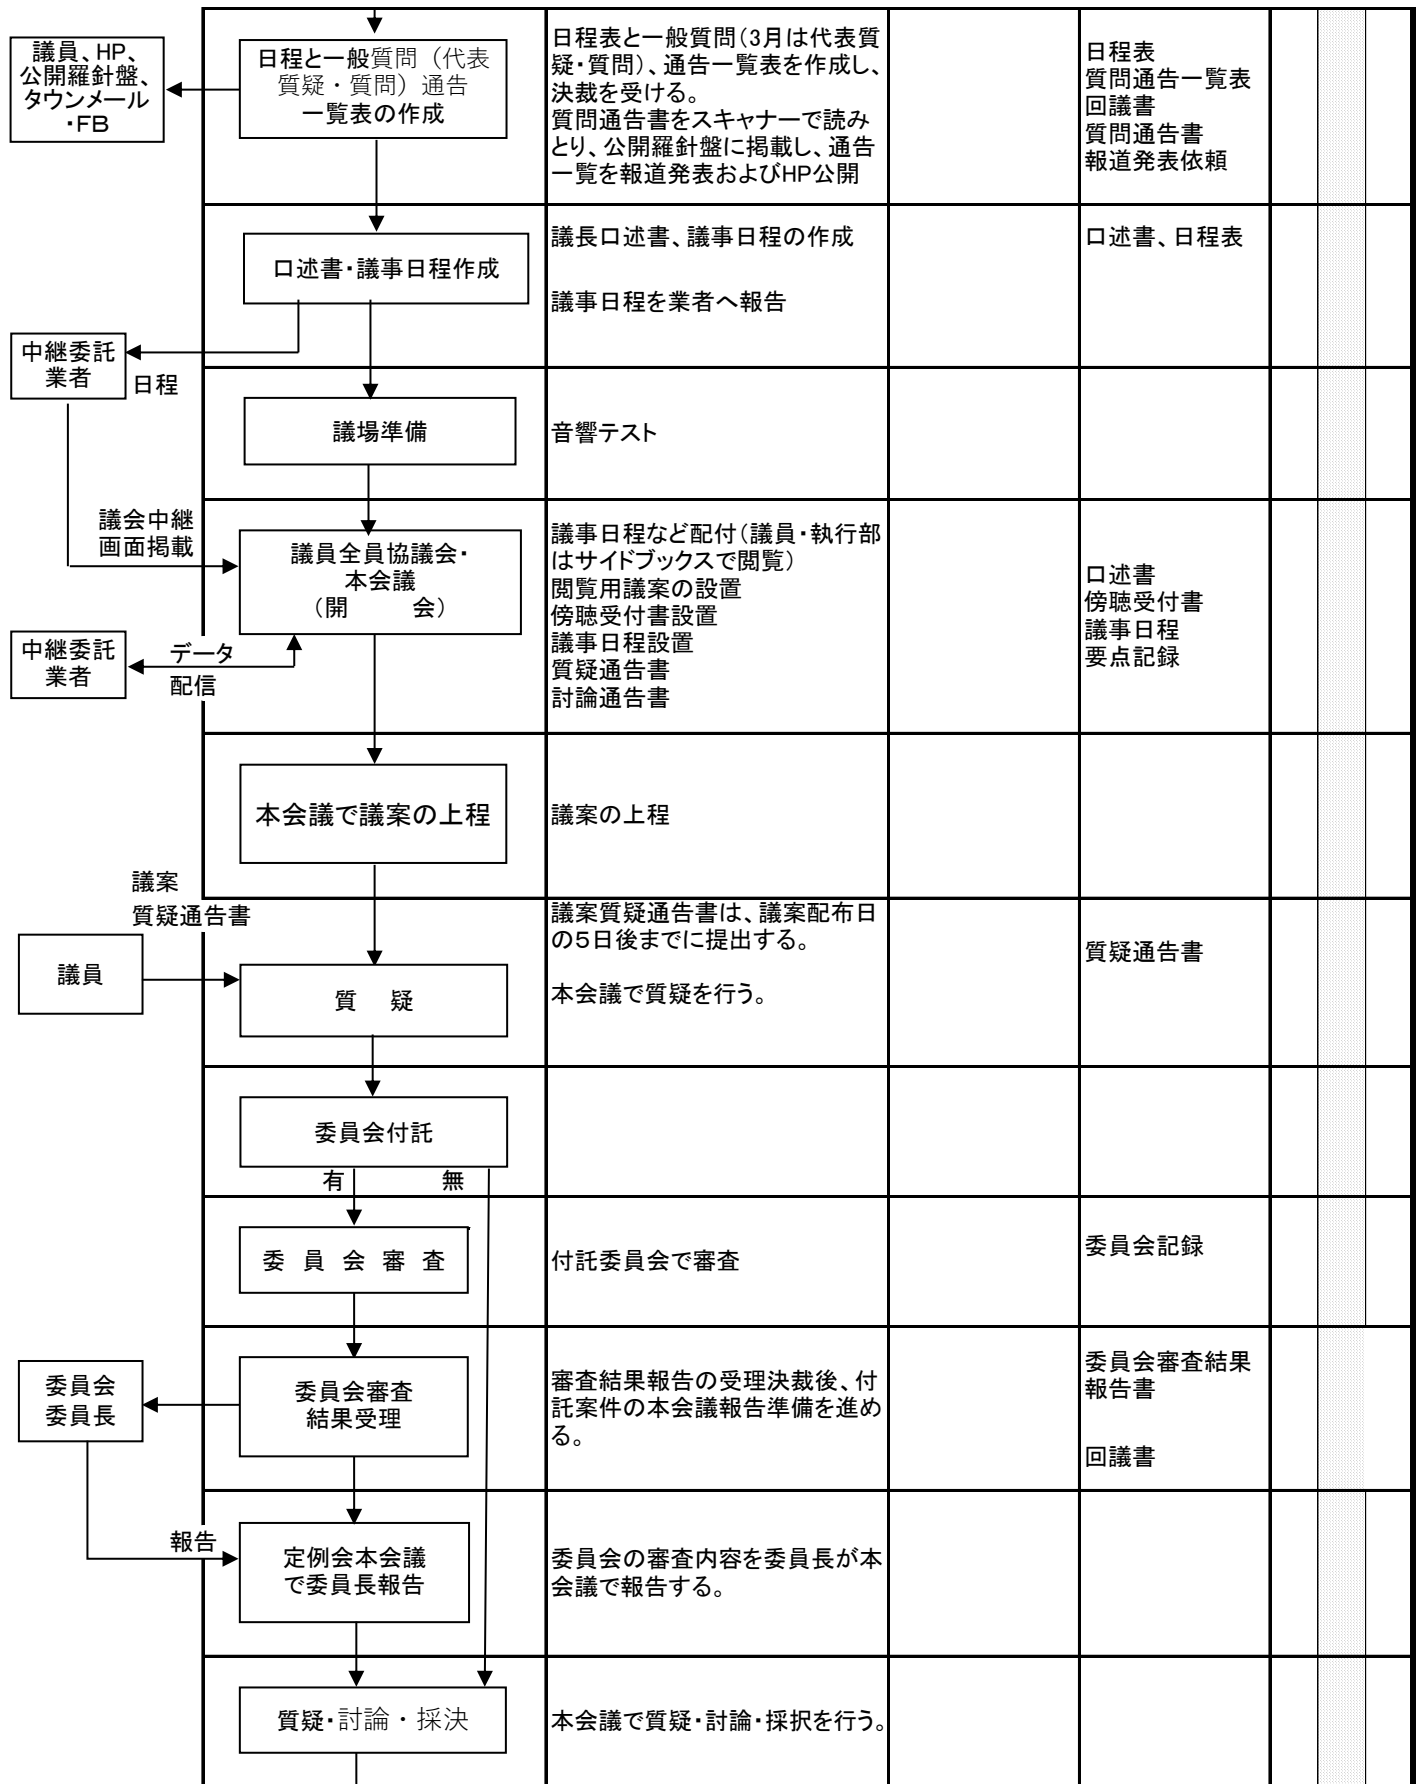 議員、HP、
公開羅針盤、
タウンメール
・FB
日程と一般質問（代表
質疑・質問）通告
一覧表の作成
日程表と一般質問（3月は代表質
疑・質問）、通告一覧表を作成し、
決裁を受ける。
質問通告書をスキャナーで読み
とり、公開羅針盤に掲載し、通告
一覧を報道発表およびHP公開
日程表
質問通告一覧表
回議書
質問通告書
報道発表依頼
口述書・議事日程作成
議長口述書、議事日程の作成
議事日程を業者へ報告
口述書、日程表
中継委託
業者
日程
議場準備
音響テスト
議会中継
画面掲載
議員全員協議会・
本会議
（開　　　会）
議事日程など配付（議員・執行部
はサイドブックスで閲覧）
閲覧用議案の設置
傍聴受付書設置
議事日程設置
質疑通告書
討論通告書
口述書
傍聴受付書
議事日程
要点記録
中継委託
業者
データ
配信
本会議で議案の上程
議案の上程
議案
質疑通告書
議員
質　疑
議案質疑通告書は、議案配布日
の５日後までに提出する。
本会議で質疑を行う。
質疑通告書
委員会付託
有　　　　無
委　員　会　審　査
付託委員会で審査
委員会記録
委員会
委員長
委員会審査
結果受理
審査結果報告の受理決裁後、付
託案件の本会議報告準備を進め
る。
委員会審査結果
報告書
回議書
報告
定例会本会議
で委員長報告
委員会の審査内容を委員長が本
会議で報告する。
質疑・討論・採決
本会議で質疑・討論・採択を行う。